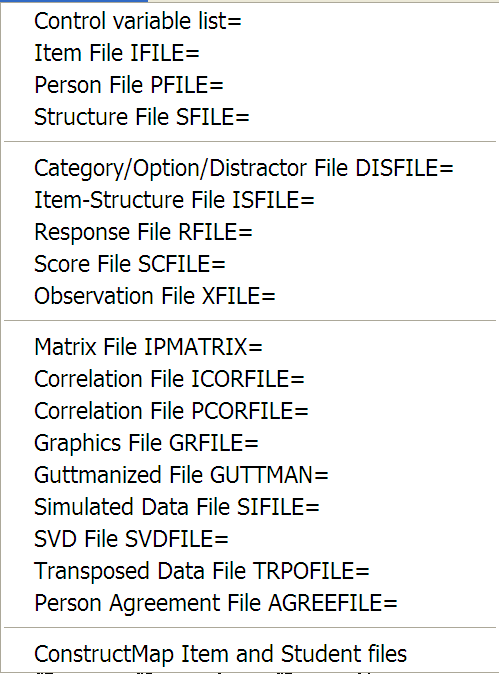 Control variable list=
Item File IFILE=
Person File PFILE=
Structure File SFILE=
Category/Option/Distractor File DISFILE=
Item-Structure File ISFILE=
Response File RFILE=
Score File SCFILE=
Observation File XFILE=
Matrix File IPMATRIX=
Correlation File ICORFILE=
Correlation File PCORFILE=
Graphics File GRFILE=
Guttmanized File GUTTMAN=
Simulated Data File SIFILE=
SVD File SVDFILE=
Transposed Data File TRPOFILE=
Person Agreement File AGREEFILE=
ConstructMap Item and Student files